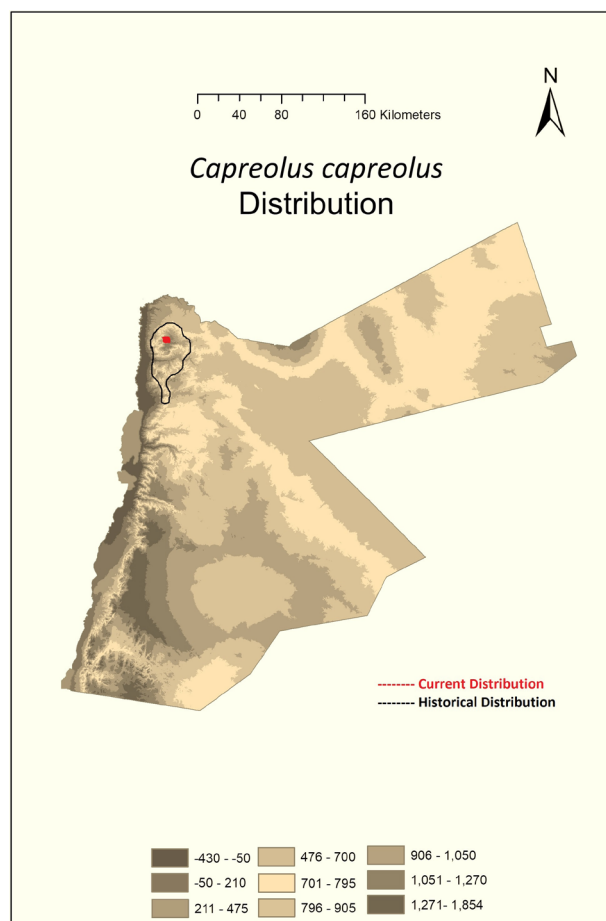 N
0 40 80 160 Kilometers
Capreolus capreolus
Distribution
-------- Current Distribution
-------- Historical Distribution
-430 - -50 476 - 700 906 - 1,050
-50 - 210 701 - 795 1,051 - 1,270
211 - 475 796 - 905 1,271- 1,854